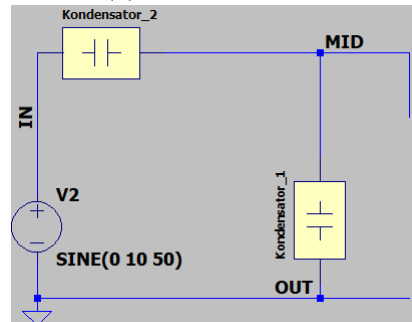 Kondensator_2
MID
IN
V2
Kondensator_1
SINE(0 10 50)
OUT